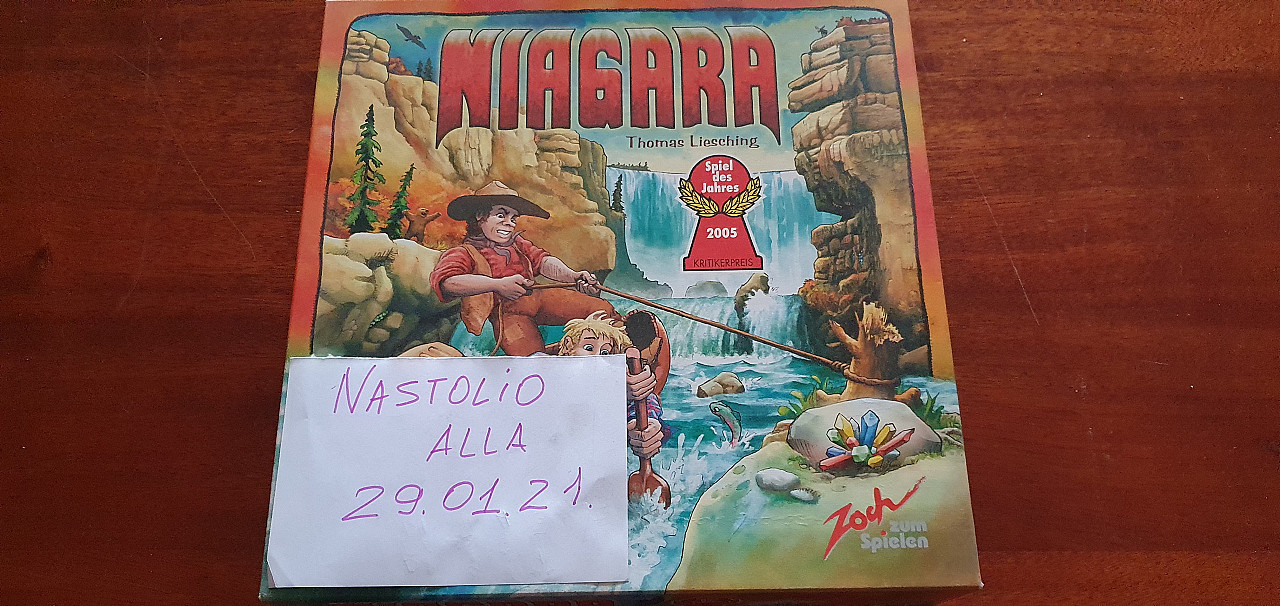 NIAGARA
Thomas Liesching
Spiel
des
Jahres
2005
KRITIKERPREIS
NASTOLIO
ALLA
29.01.21.
Zoch
zum
Spielen